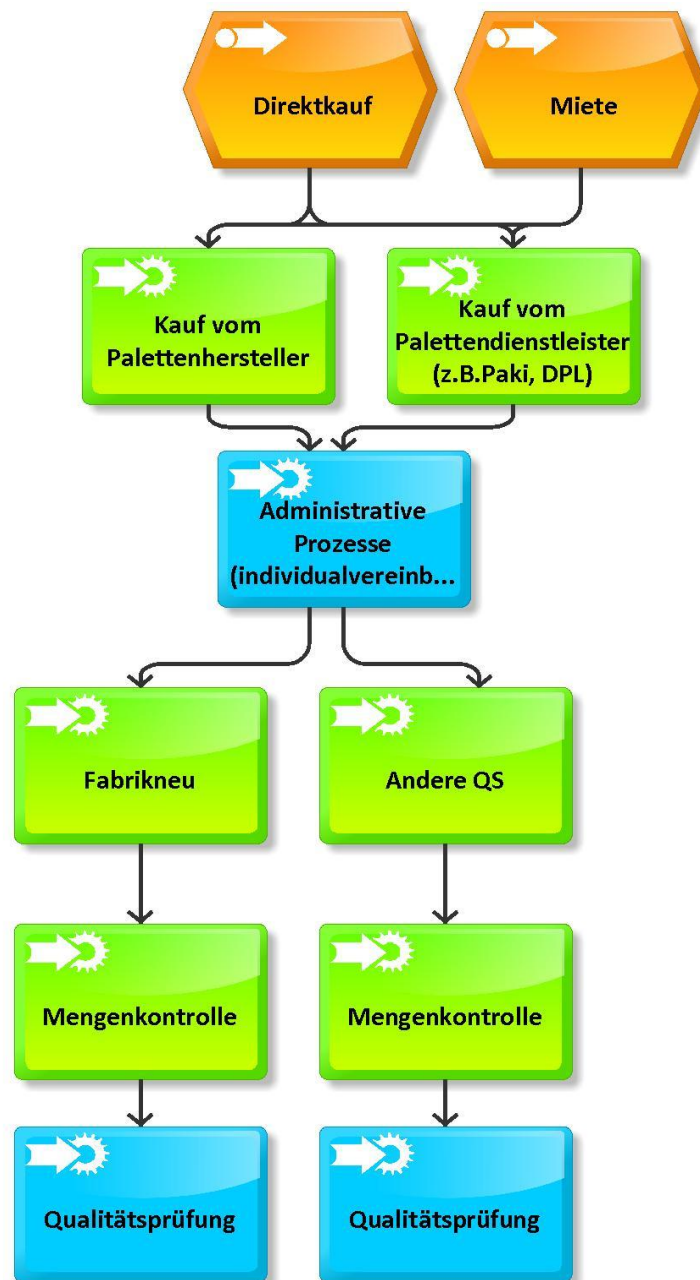 Direktkauf
Miete
Kauf vom
Palettenhersteller
Kauf vom
Palettendienstleister
(z.B.Paki, DPL)
Administrative
Prozesse
(individualvereinb...
Fabrikneu
Andere QS
Mengenkontrolle
Mengenkontrolle
Qualitätsprüfung
Qualitätsprüfung